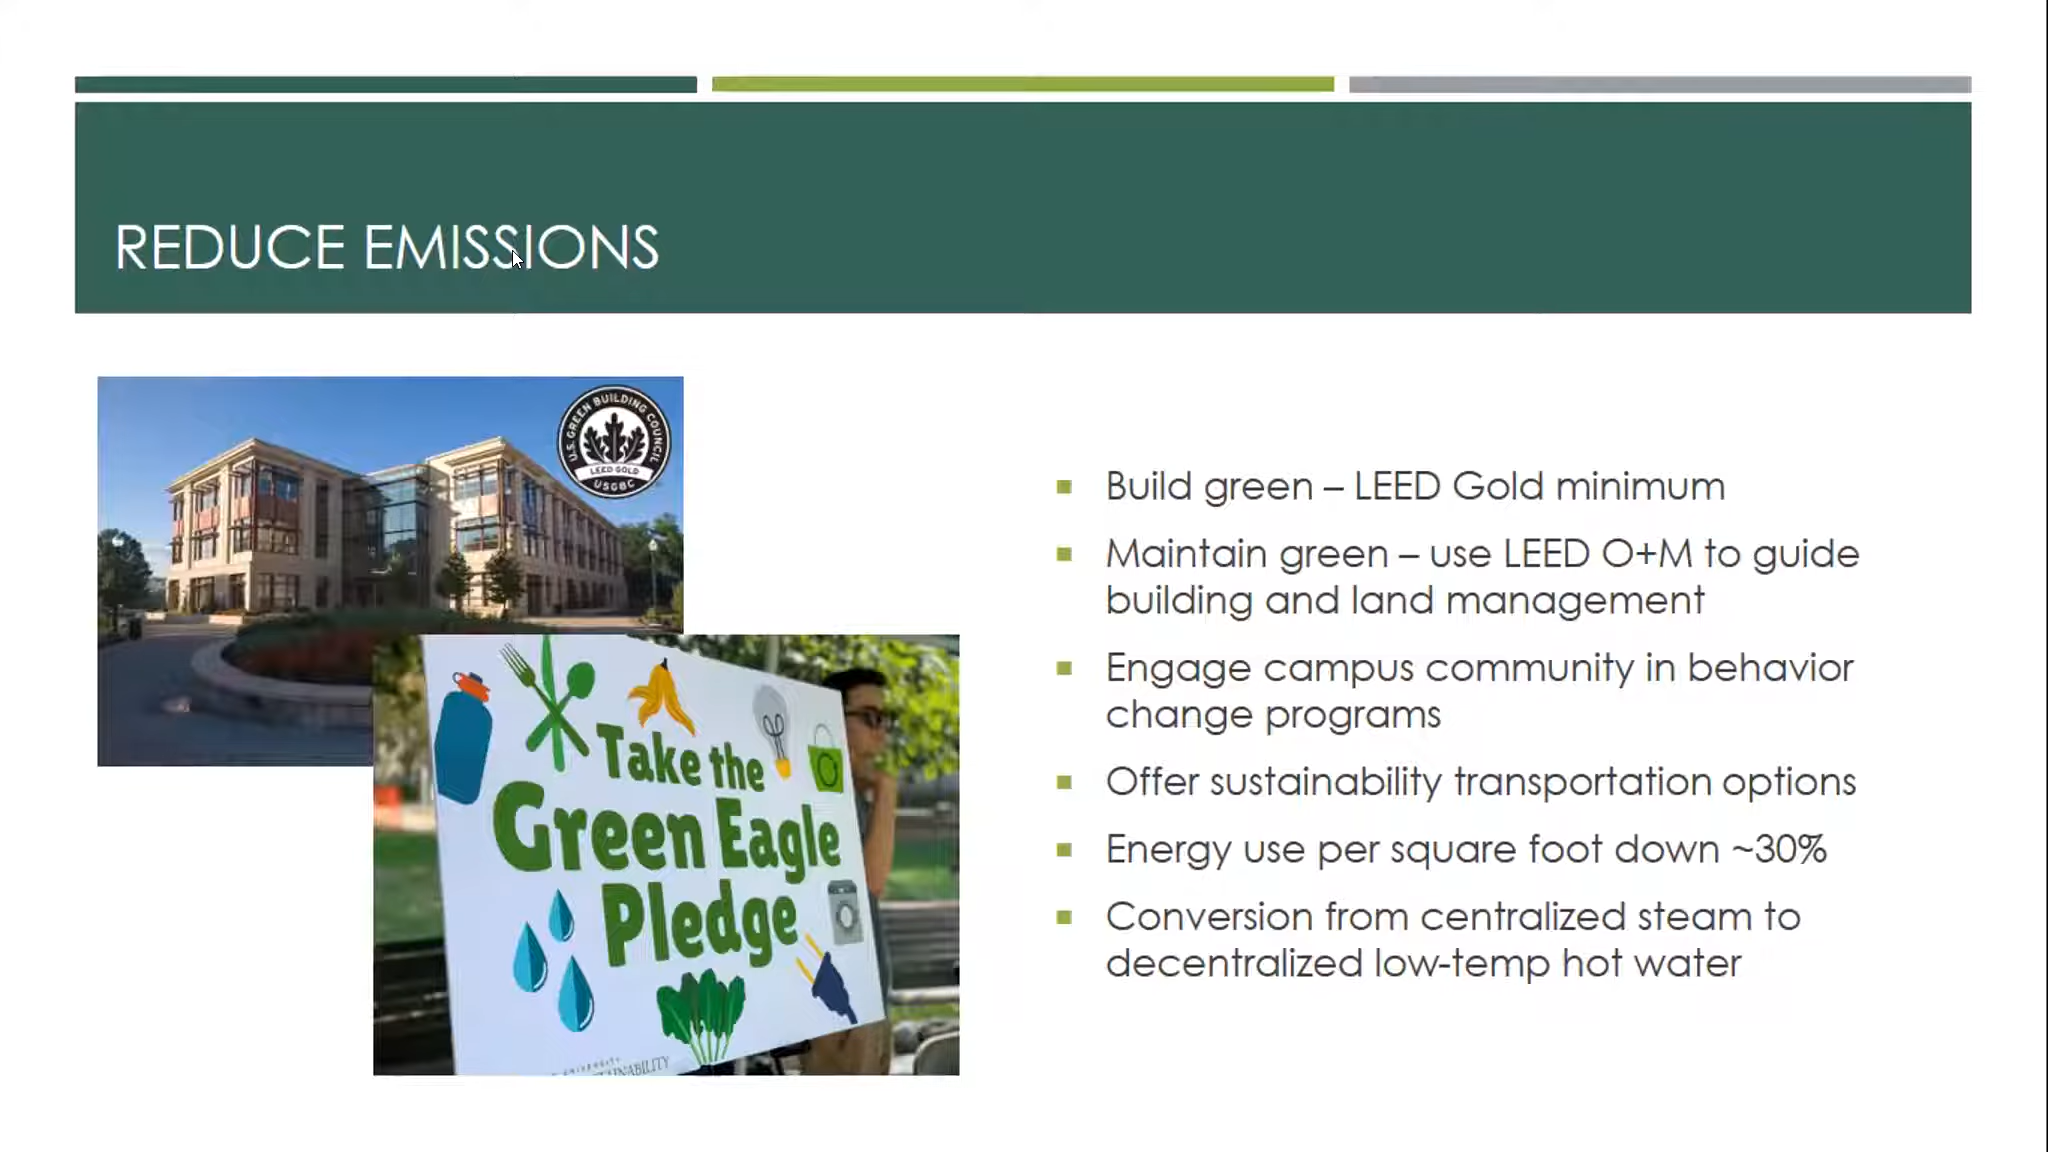 REDUCE EMISSIONS
U.S. GREEN BUILDING COUNCIL
LEED GOLD
USGBC
Take the
Green Eagle
Pledge
Build green – LEED Gold minimum
Maintain green – use LEED O+M to guide
building and land management
Engage campus community in behavior
change programs
Offer sustainability transportation options
Energy use per square foot down ~30%
Conversion from centralized steam to
decentralized low-temp hot water